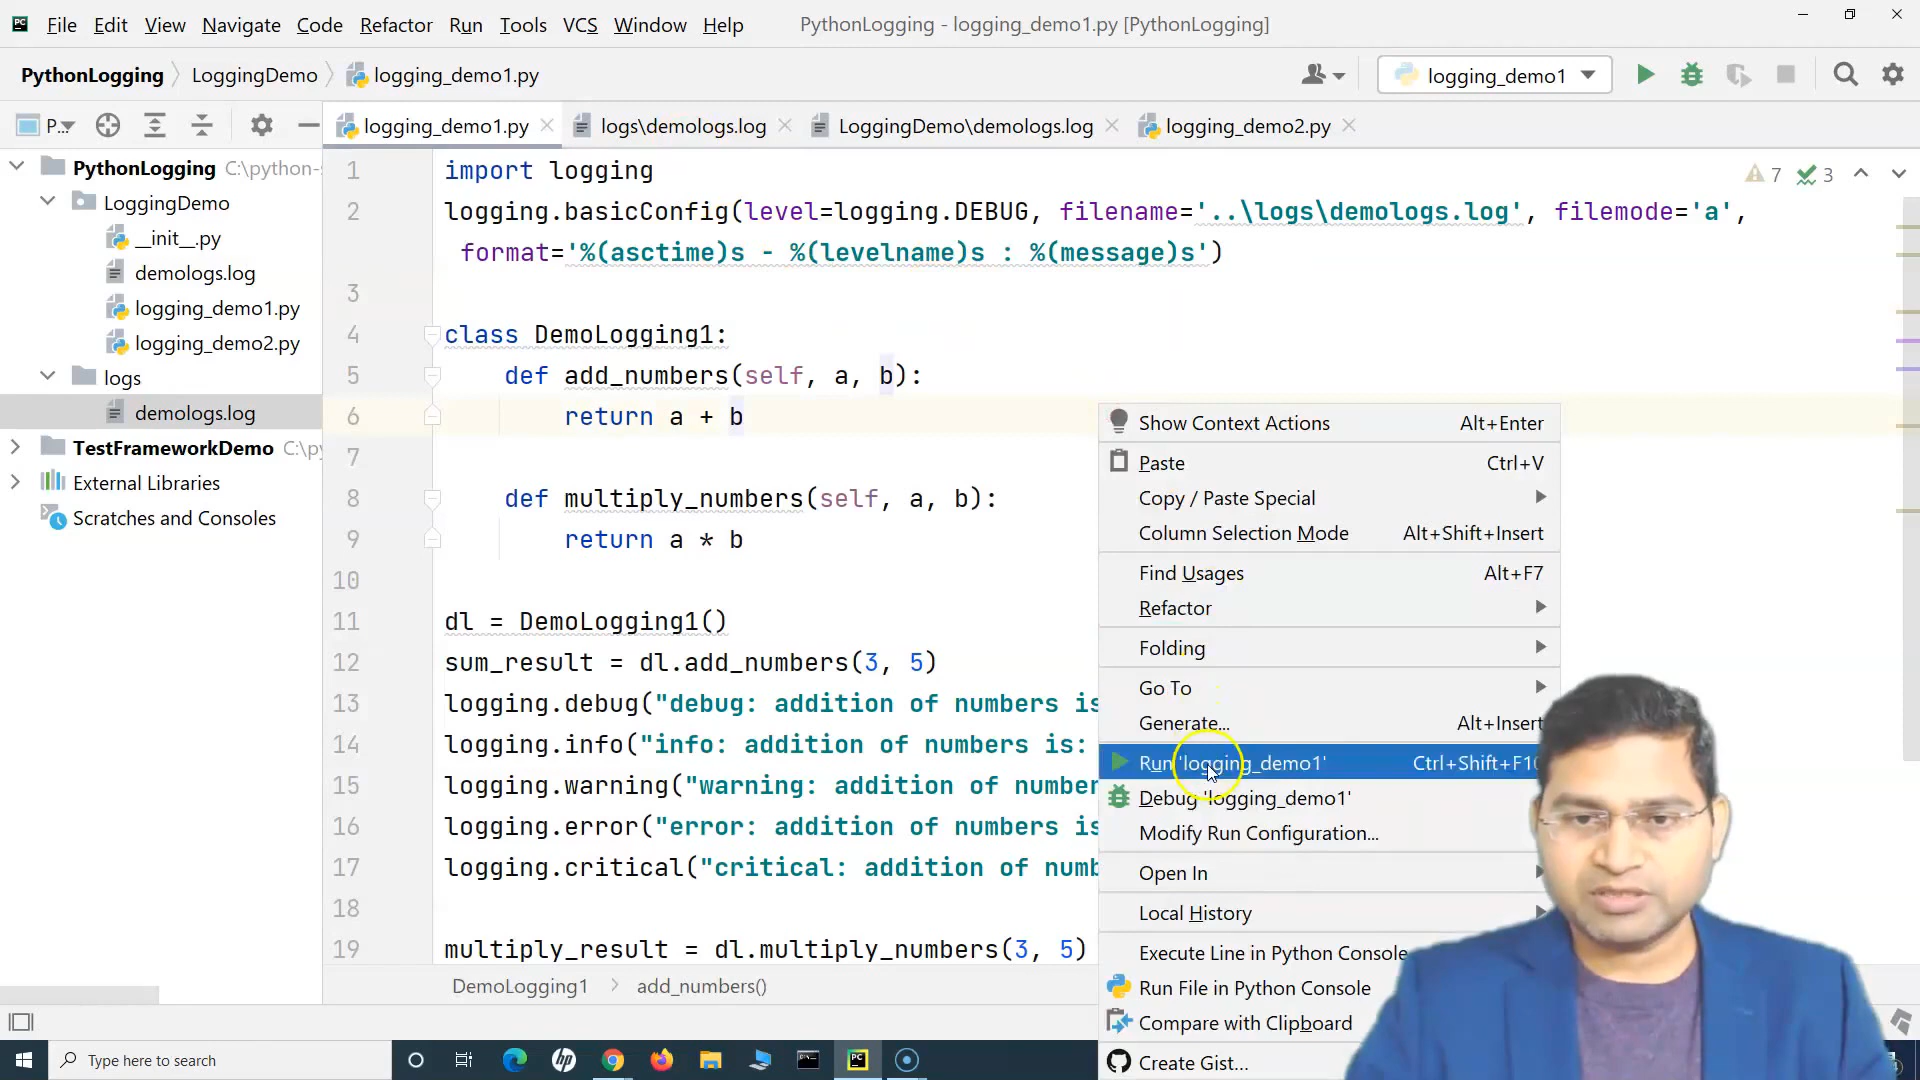 File Edit View Navigate Code Refactor Run Tools VCS Window Help PythonLogging - logging_demo1.py [PythonLogging]
PythonLogging LoggingDemo logging_demo1.py logging_demo1
P... logging_demo1.py logs\demologs.log LoggingDemo\demologs.log logging_demo2.py
PythonLogging C:\python-s
LoggingDemo
__init__.py
demologs.log
logging_demo1.py
logging_demo2.py
logs
demologs.log
TestFrameworkDemo C:\py
External Libraries
Scratches and Consoles
7 3
1 import logging
2 logging.basicConfig(level=logging.DEBUG, filename='..\logs\demologs.log', filemode='a',
format='%(asctime)s - %(levelname)s : %(message)s')
3
4 class DemoLogging1:
5 def add_numbers(self, a, b):
6 return a + b
7
8 def multiply_numbers(self, a, b):
9 return a * b
10
11 dl = DemoLogging1()
12 sum_result = dl.add_numbers(3, 5)
13 logging.debug("debug: addition of numbers is
14 logging.info("info: addition of numbers is:
15 logging.warning("warning: addition of number
16 logging.error("error: addition of numbers is
17 logging.critical("critical: addition of numb
18
19 multiply_result = dl.multiply_numbers(3, 5)
DemoLogging1 add_numbers()
Show Context Actions Alt+Enter
Paste Ctrl+V
Copy / Paste Special
Column Selection Mode Alt+Shift+Insert
Find Usages Alt+F7
Refactor
Folding
Go To
Generate... Alt+Insert
Run 'logging_demo1' Ctrl+Shift+F10
Debug 'logging_demo1'
Modify Run Configuration...
Open In
Local History
Execute Line in Python Console
Run File in Python Console
Compare with Clipboard
Create Gist...
Type here to search